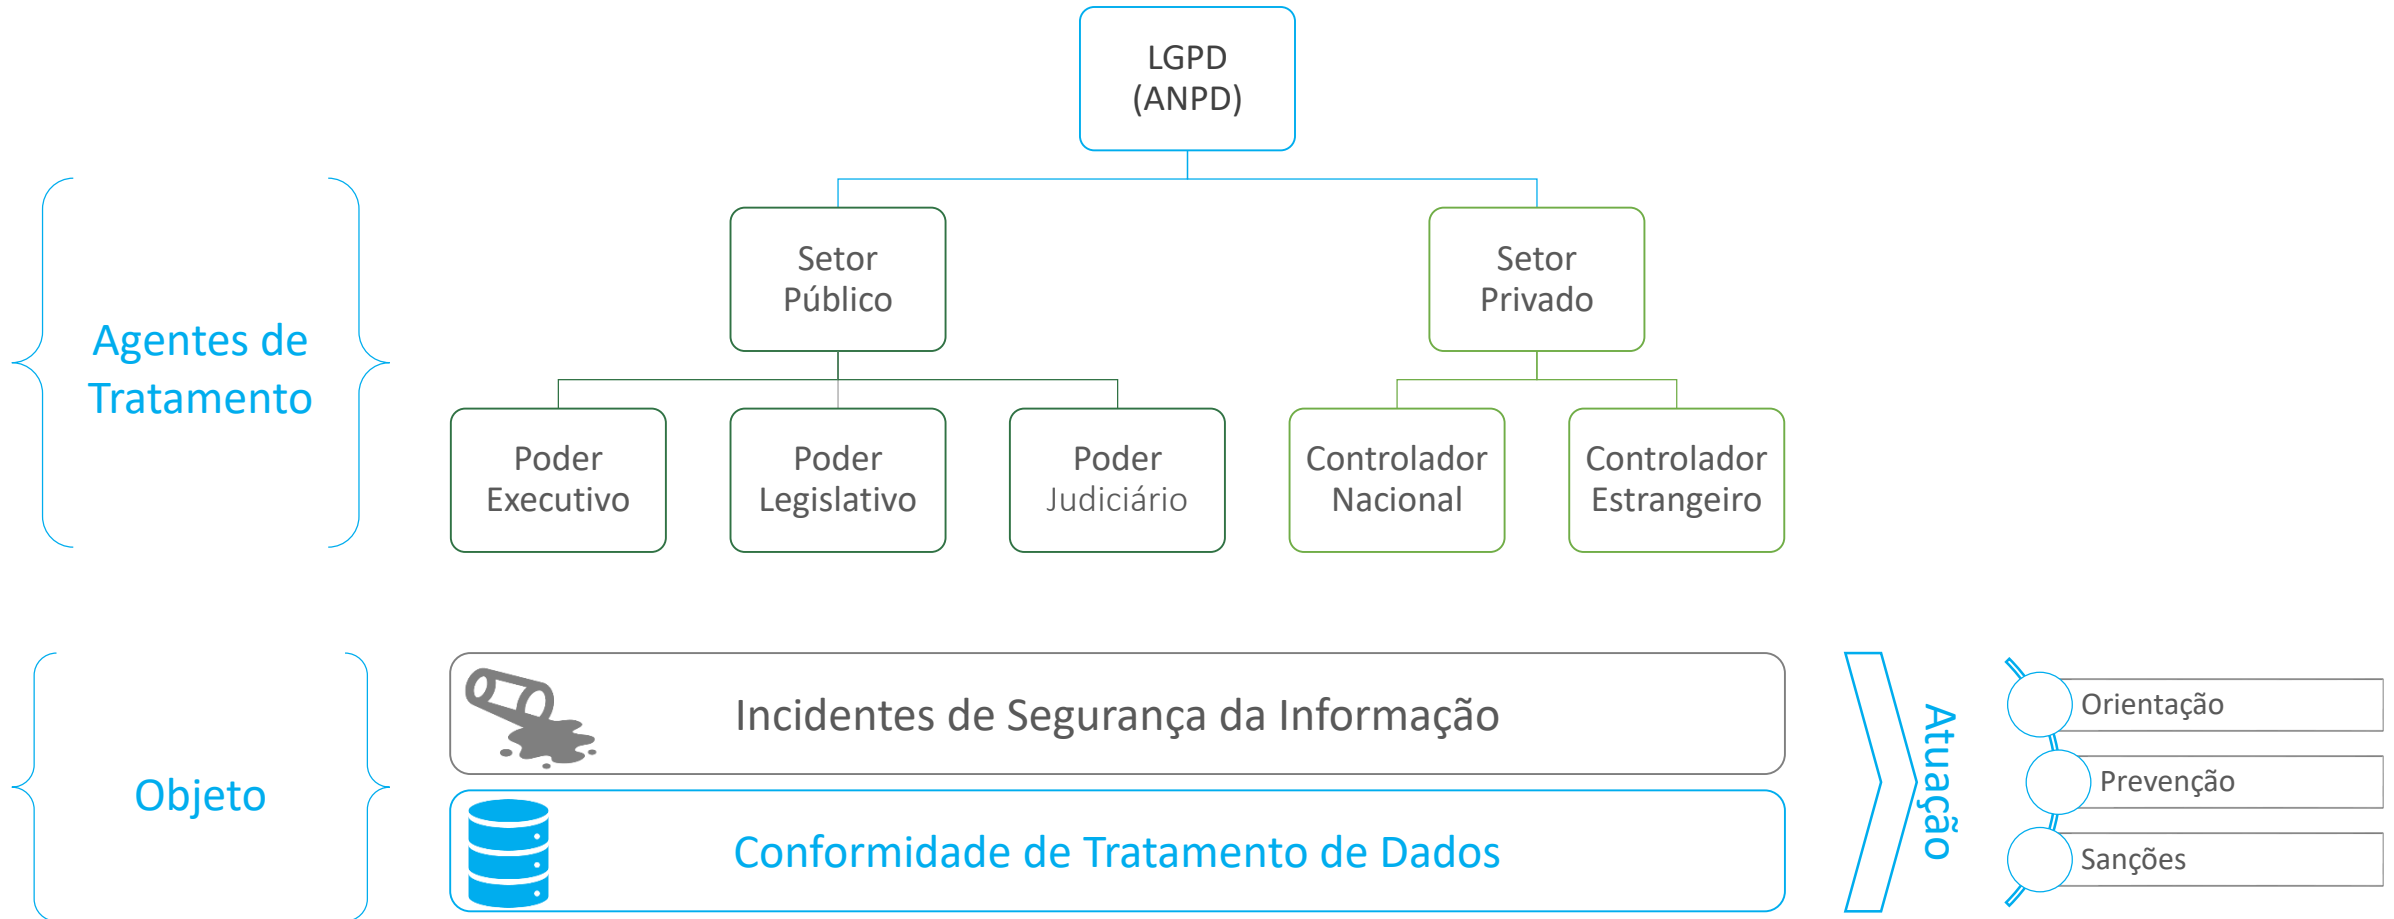 LGPD
(ANPD)
Agentes de
Tratamento
Setor
Público
Setor
Privado
Poder
Executivo
Poder
Legislativo
Poder
Judiciário
Controlador
Nacional
Controlador
Estrangeiro
Objeto
Incidentes de Segurança da Informação
Conformidade de Tratamento de Dados
Atuação
Orientação
Prevenção
Sanções